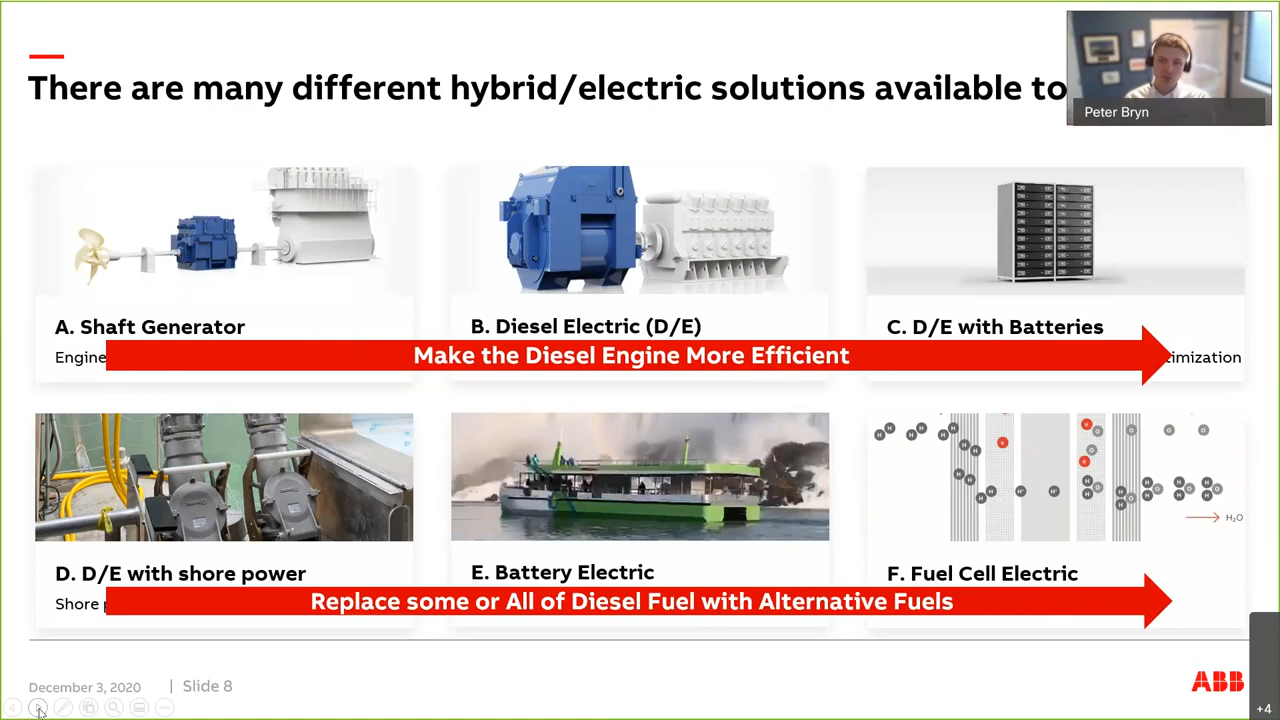 There are many different hybrid/electric solutions available to
Peter Bryn
A. Shaft Generator
B. Diesel Electric (D/E)
C. D/E with Batteries
Engine
Make the Diesel Engine More Efficient
D. D/E with shore power
E. Battery Electric
F. Fuel Cell Electric
H₂O
Shore
Replace some or All of Diesel Fuel with Alternative Fuels
December 3, 2020 | Slide 8
ABB
+4